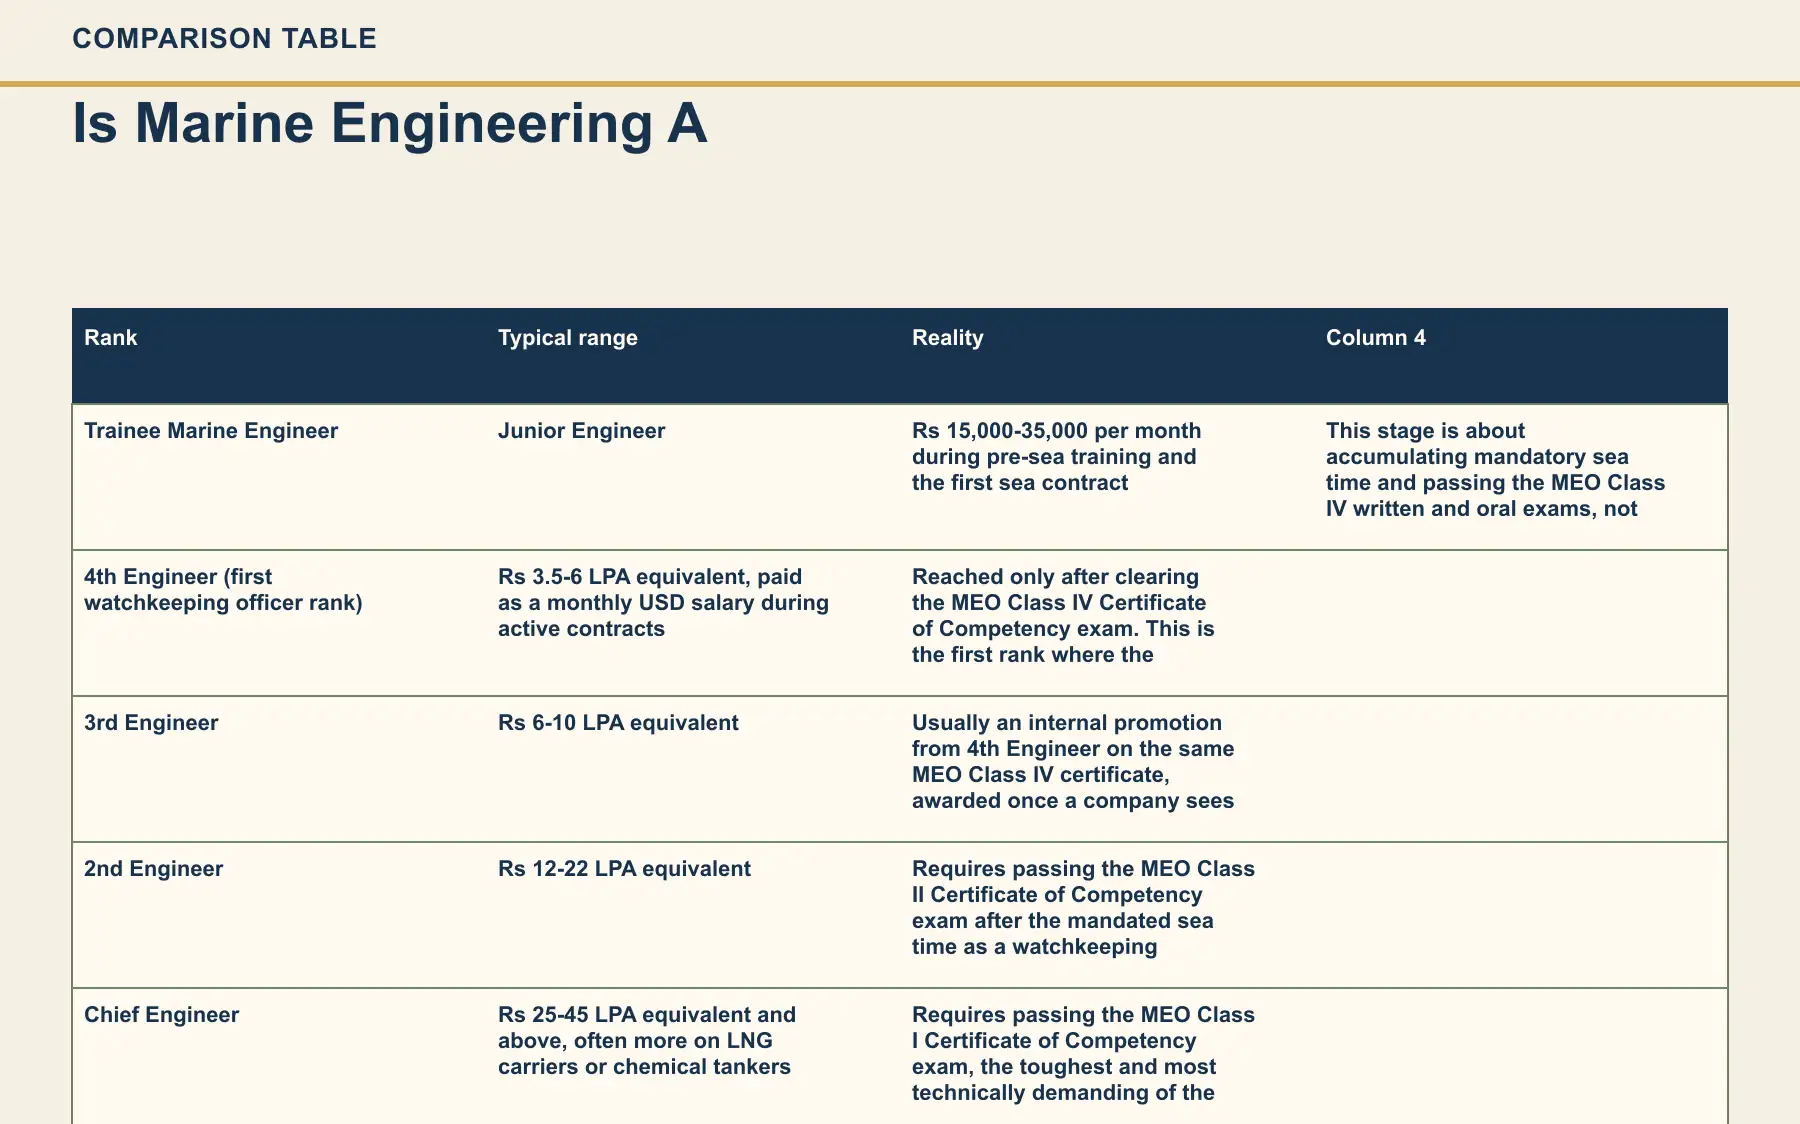 COMPARISON TABLE
Is Marine Engineering A
Rank
Typical range
Reality
Column 4
Trainee Marine Engineer
Junior Engineer
Rs 15,000-35,000 per month
during pre-sea training and
the first sea contract
This stage is about
accumulating mandatory sea
time and passing the MEO Class
IV written and oral exams, not
4th Engineer (first
watchkeeping officer rank)
Rs 3.5-6 LPA equivalent, paid
as a monthly USD salary during
active contracts
Reached only after clearing
the MEO Class IV Certificate
of Competency exam. This is
the first rank where the
3rd Engineer
Rs 6-10 LPA equivalent
Usually an internal promotion
from 4th Engineer on the same
MEO Class IV certificate,
awarded once a company sees
2nd Engineer
Rs 12-22 LPA equivalent
Requires passing the MEO Class
II Certificate of Competency
exam after the mandated sea
time as a watchkeeping
Chief Engineer
Rs 25-45 LPA equivalent and
above, often more on LNG
carriers or chemical tankers
Requires passing the MEO Class
I Certificate of Competency
exam, the toughest and most
technically demanding of the